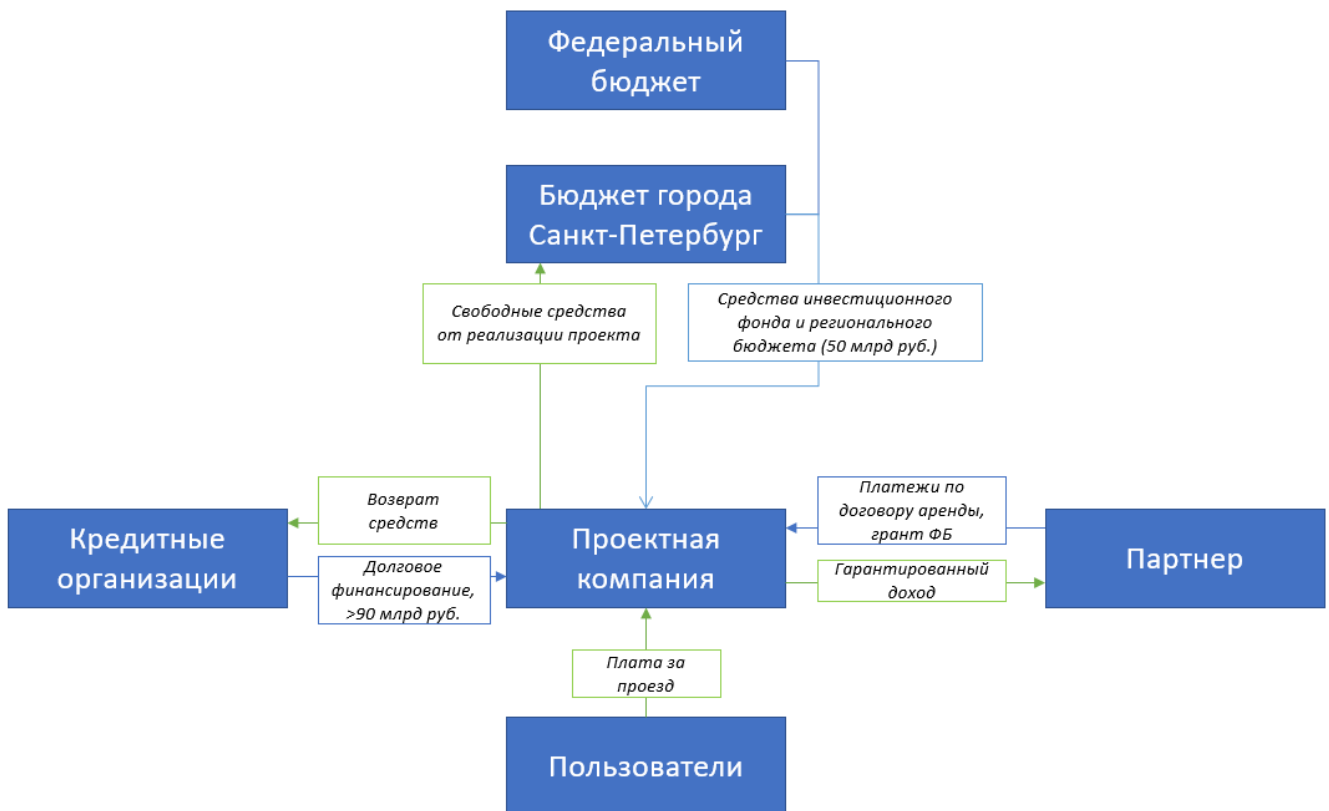 Федеральный
бюджет
Бюджет города
Санкт-Петербург
Свободные средства
от реализации проекта
Средства инвестиционного
фонда и регионального
бюджета (50 млрд руб.)
Возврат
средств
Платежи по
договору аренды,
грант ФБ
Кредитные
организации
Долговое
финансирование,
>90 млрд руб.
Проектная
компания
Гарантированный
доход
Партнер
Плата за
проезд
Пользователи